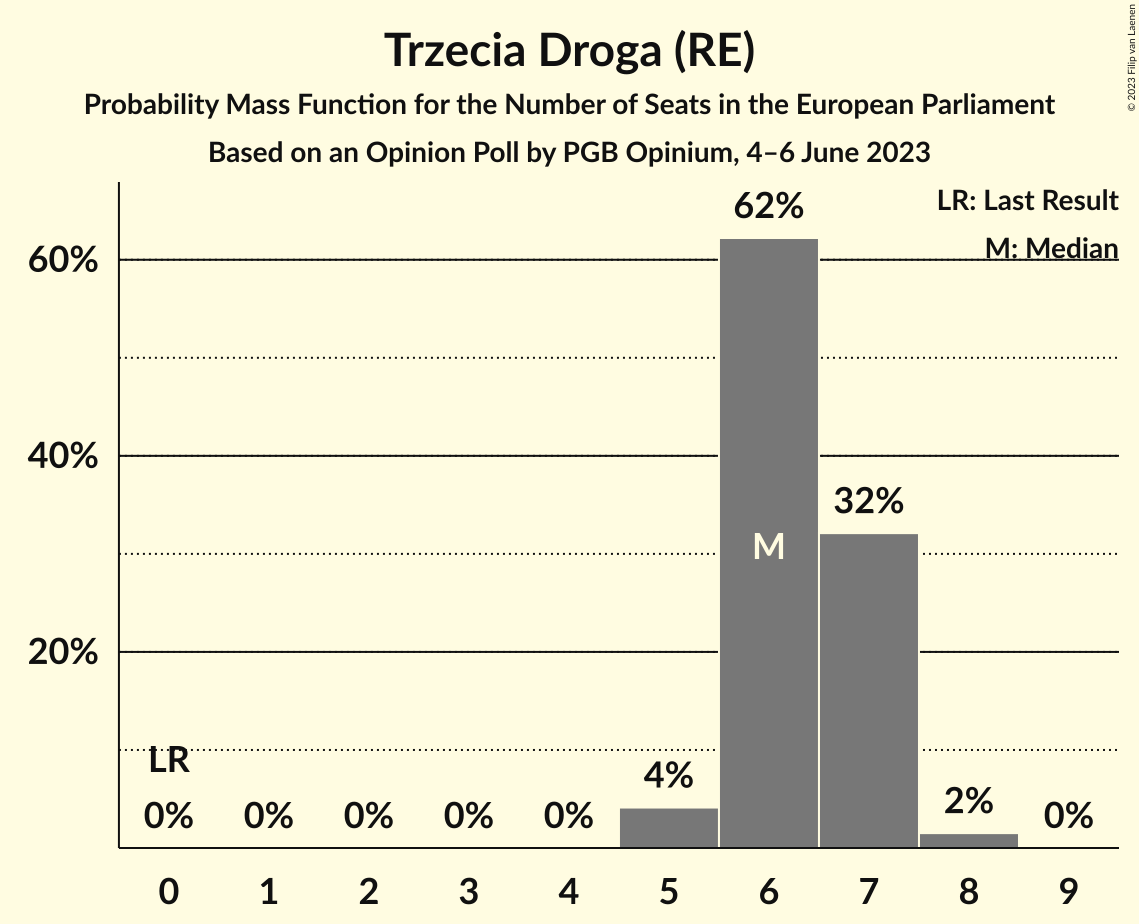 Trzecia Droga (RE)
Probability Mass Function for the Number of Seats in the European Parliament
Based on an Opinion Poll by PGB Opinium, 4–6 June 2023
© 2023 Filip van Laenen
LR: Last Result
M: Median
60%
40%
20%
62%
32%
M
LR
0%
0%
0%
0%
0%
4%
2%
0%
0
1
2
3
4
5
6
7
8
9